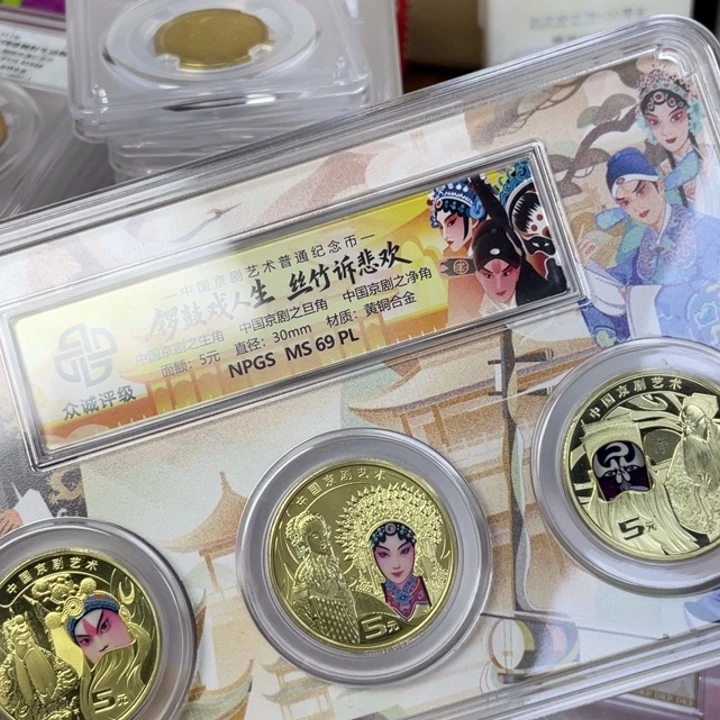 —中国京剧艺术普通纪念币—
锣鼓戏人生 丝竹诉悲欢
中国京剧之生角 中国京剧之旦角 中国京剧之净角
面额：5元 直径：30mm 材质：黄铜合金
NPGS MS 69 PL
众诚评级
中国京剧艺术
5元
中国京剧艺术
5元
中国京剧艺术
5元